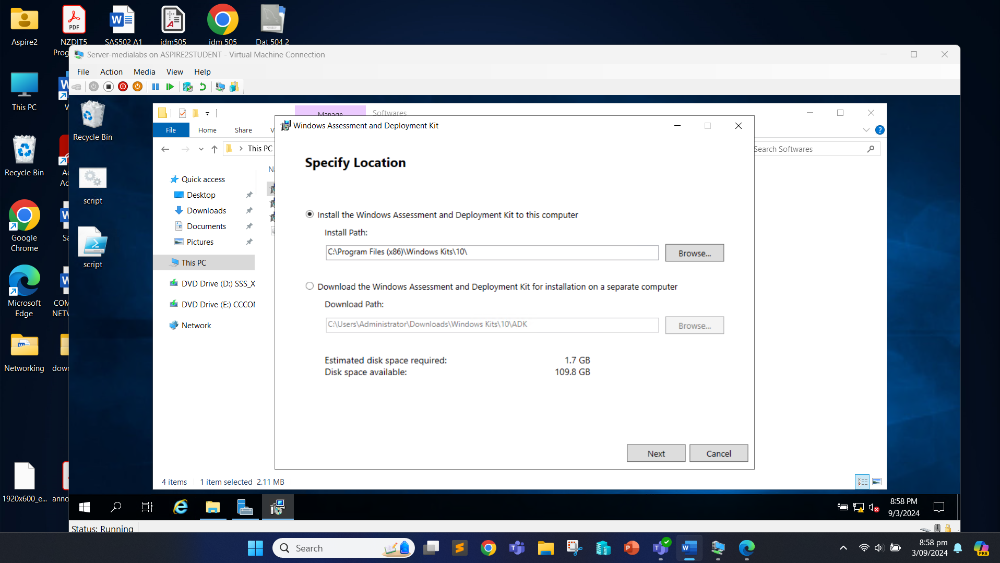 Aspire2
NZDIT5
Prog
SAS502 A1
idm505
idm 505
Dat 504 2
Server-medialabs on ASPIRE2STUDENT - Virtual Machine Connection
File Action Media View Help
This PC
Recycle Bin
Google
Chrome
Microsoft
Edge
COM
NETW
Networking
down
1920x600_e...
anno
Recycle Bin
script
script
Manage
Softwares
File Home Share V
This PC
Search Softwares
Quick access
Desktop
Downloads
Documents
Pictures
This PC
DVD Drive (D:) SSS_X
DVD Drive (E:) CCCO
Network
Windows Assessment and Deployment Kit
Specify Location
Install the Windows Assessment and Deployment Kit to this computer
Install Path:
C:\Program Files (x86)\Windows Kits\10\
Browse...
Download the Windows Assessment and Deployment Kit for installation on a separate computer
Download Path:
C:\Users\Administrator\Downloads\Windows Kits\10\ADK
Browse...
Estimated disk space required: 1.7 GB
Disk space available: 109.8 GB
Next
Cancel
4 items 1 item selected 2.11 MB
8:58 PM
9/3/2024
Status: Running
Search
8:58 pm
3/09/2024
PRE